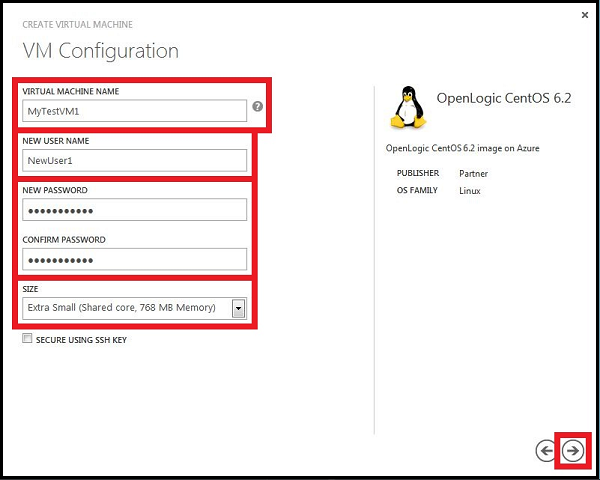 CREATE VIRTUAL MACHINE
VM Configuration
VIRTUAL MACHINE NAME
MyTestVM1
NEW USER NAME
NewUser1
NEW PASSWORD
●●●●●●●●●●●
CONFIRM PASSWORD
●●●●●●●●●●●
SIZE
Extra Small (Shared core, 768 MB Memory)
SECURE USING SSH KEY
OpenLogic CentOS 6.2
OpenLogic CentOS 6.2 image on Azure
PUBLISHER Partner
OS FAMILY Linux